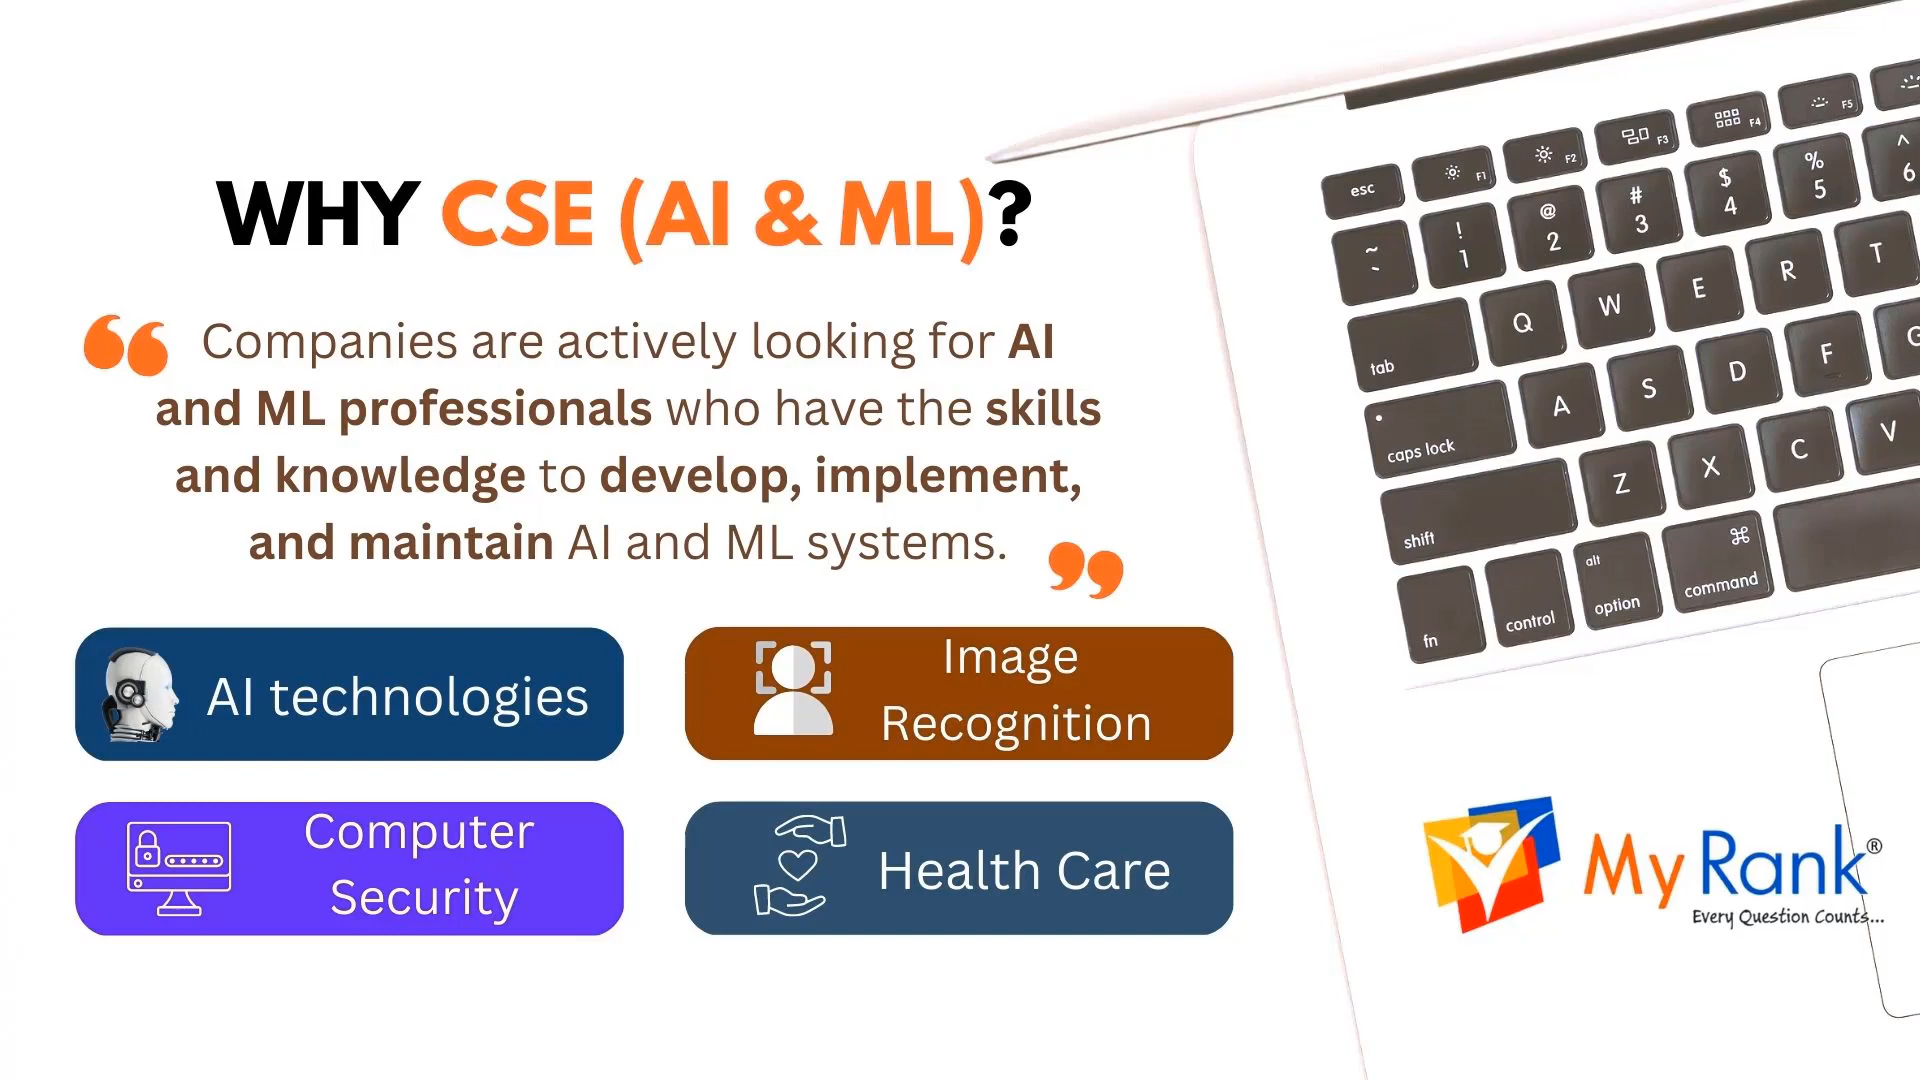 WHY CSE (AI & ML)?
Companies are actively looking for AI
and ML professionals who have the skills
and knowledge to develop, implement,
and maintain AI and ML systems.
AI technologies
Image
Recognition
Computer
Security
Health Care
esc
F1
F2
F3
F4
F5
~
`
!
1
@
2
#
3
$
4
%
5
^
6
tab
Q
W
E
R
T
caps lock
A
S
D
F
G
shift
Z
X
C
V
fn
control
alt
option
⌘
command
My Rank®
Every Question Counts...